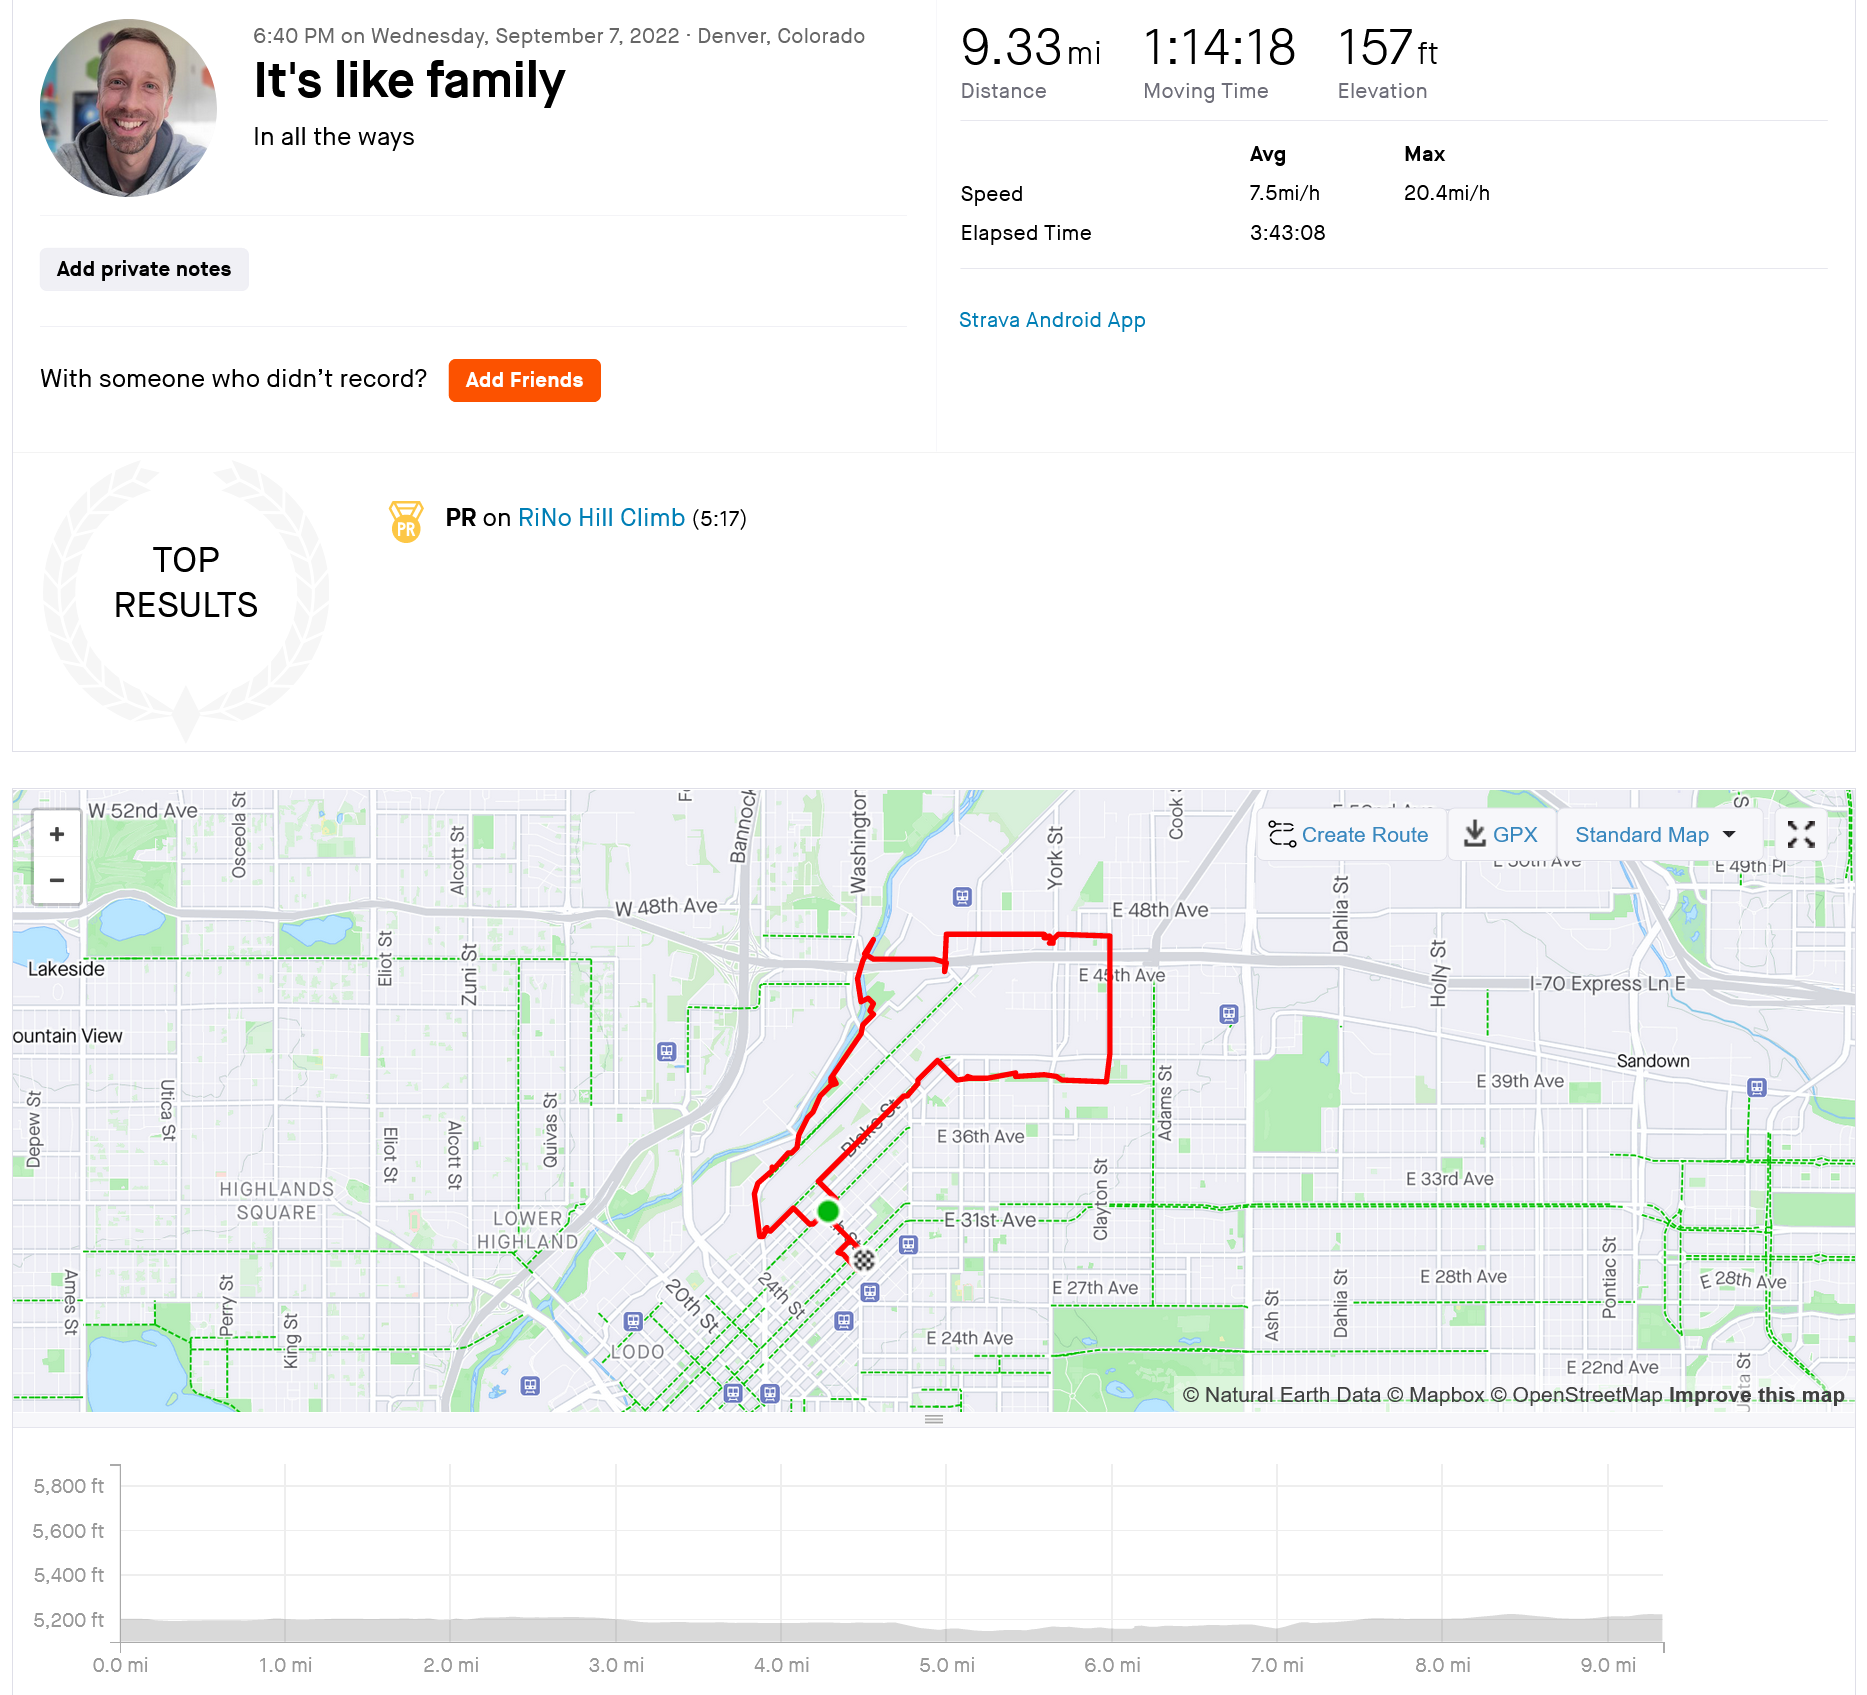 6:40 PM on Wednesday, September 7, 2022 · Denver, Colorado
It's like family
In all the ways
Add private notes
With someone who didn’t record?
Add Friends
9.33 mi
Distance
1:14:18
Moving Time
157 ft
Elevation
Avg
Max
Speed
7.5mi/h
20.4mi/h
Elapsed Time
3:43:08
Strava Android App
TOP
RESULTS
PR
PR on RiNo Hill Climb (5:17)
+
−
Create Route
GPX
Standard Map
W 52nd Ave
Osceola St
Alcott St
Bannock
Washington
York St
Cook S
E 50th Ave
E 49th Pl
W 48th Ave
E 48th Ave
Dahlia St
Holly St
Lakeside
Eliot St
Zuni St
E 45th Ave
I-70 Express Ln E
ountain View
Sandown
Depew St
Utica St
Eliot St
Alcott St
Quivas St
Blake St
E 36th Ave
Adams St
E 39th Ave
HIGHLANDS
SQUARE
LOWER
HIGHLAND
E 31st Ave
Clayton St
E 33rd Ave
Ames St
Perry St
King St
20th St
24th St
LODO
E 27th Ave
E 24th Ave
Ash St
Dahlia St
E 28th Ave
Pontiac St
E 28th Ave
E 22nd Ave
© Natural Earth Data © Mapbox © OpenStreetMap Improve this map
5,800 ft
5,600 ft
5,400 ft
5,200 ft
0.0 mi
1.0 mi
2.0 mi
3.0 mi
4.0 mi
5.0 mi
6.0 mi
7.0 mi
8.0 mi
9.0 mi